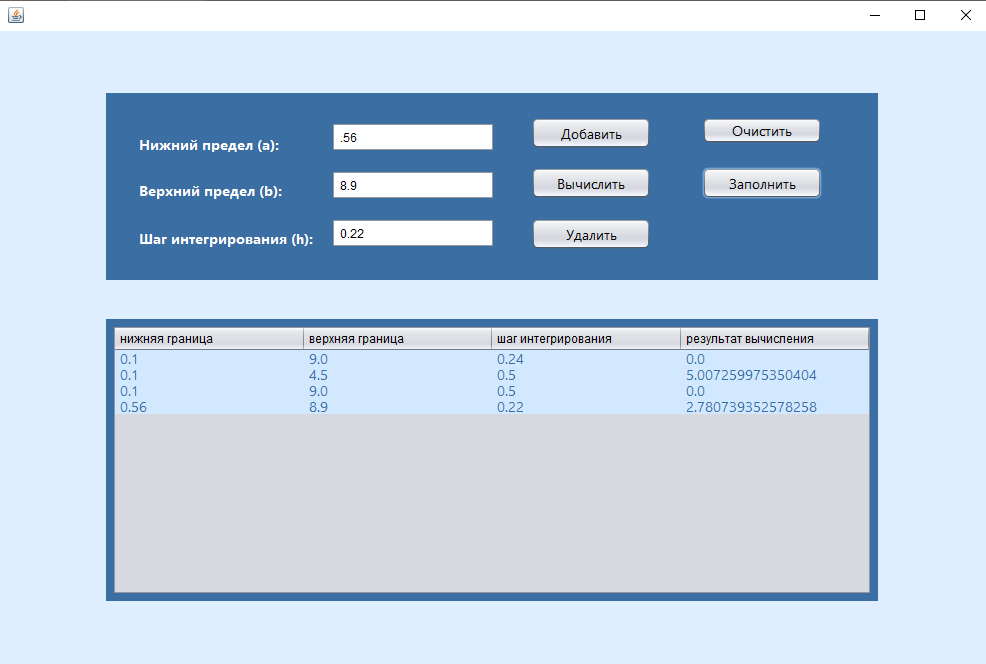 Нижний предел (a): .56 Добавить Очистить
Верхний предел (b): 8.9 Вычислить Заполнить
Шаг интегрирования (h): 0.22 Удалить
нижняя граница верхняя граница шаг интегрирования результат вычисления
0.1 9.0 0.24 0.0
0.1 4.5 0.5 5.007259975350404
0.1 9.0 0.5 0.0
0.56 8.9 0.22 2.780739352578258